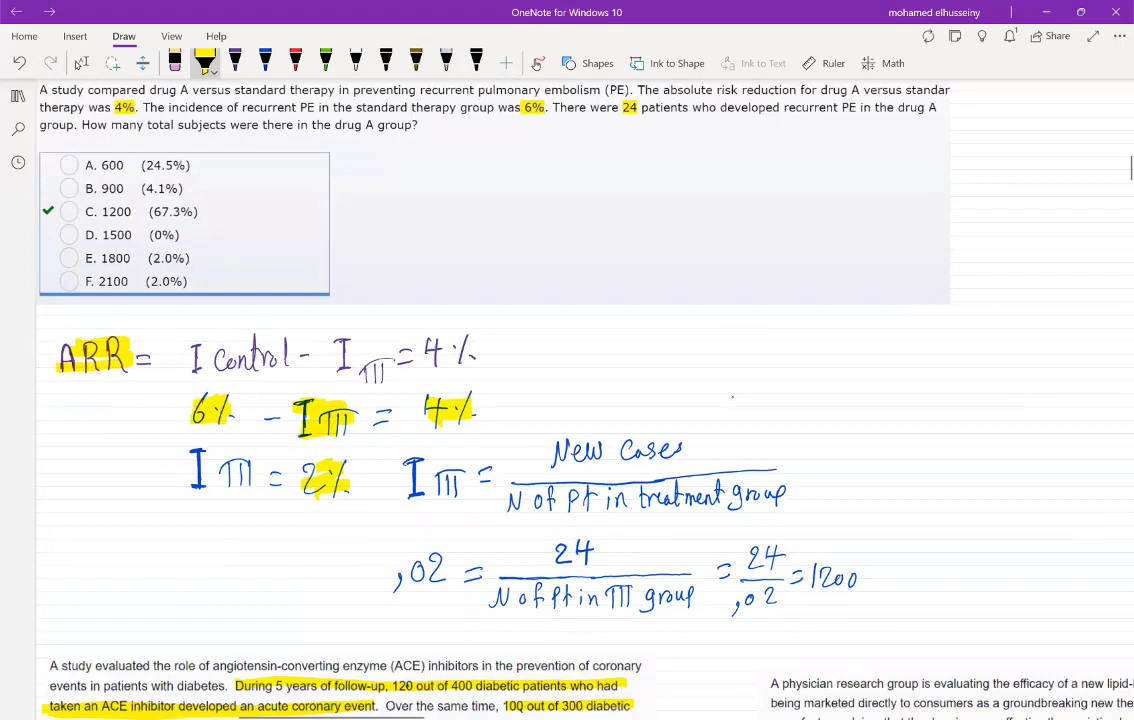 OneNote for Windows 10
mohamed elhusseiny
Home Insert Draw View Help
Share
Shapes Ink to Shape Ink to Text Ruler Math
A study compared drug A versus standard therapy in preventing recurrent pulmonary embolism (PE). The absolute risk reduction for drug A versus standar
therapy was 4%. The incidence of recurrent PE in the standard therapy group was 6%. There were 24 patients who developed recurrent PE in the drug A
group. How many total subjects were there in the drug A group?
A. 600 (24.5%)
B. 900 (4.1%)
C. 1200 (67.3%)
D. 1500 (0%)
E. 1800 (2.0%)
F. 2100 (2.0%)
ARR = I control - I TTT = 4%
6% - I TTT = 4%
I TTT = 2% I TTT = New Cases
N of Pt in treatment group
,02 = 24 = 24 = 1200
N of Pt in TTT group ,02
A study evaluated the role of angiotensin-converting enzyme (ACE) inhibitors in the prevention of coronary
events in patients with diabetes. During 5 years of follow-up, 120 out of 400 diabetic patients who had
taken an ACE inhibitor developed an acute coronary event. Over the same time, 100 out of 300 diabetic
A physician research group is evaluating the efficacy of a new lipid-l
being marketed directly to consumers as a groundbreaking new the